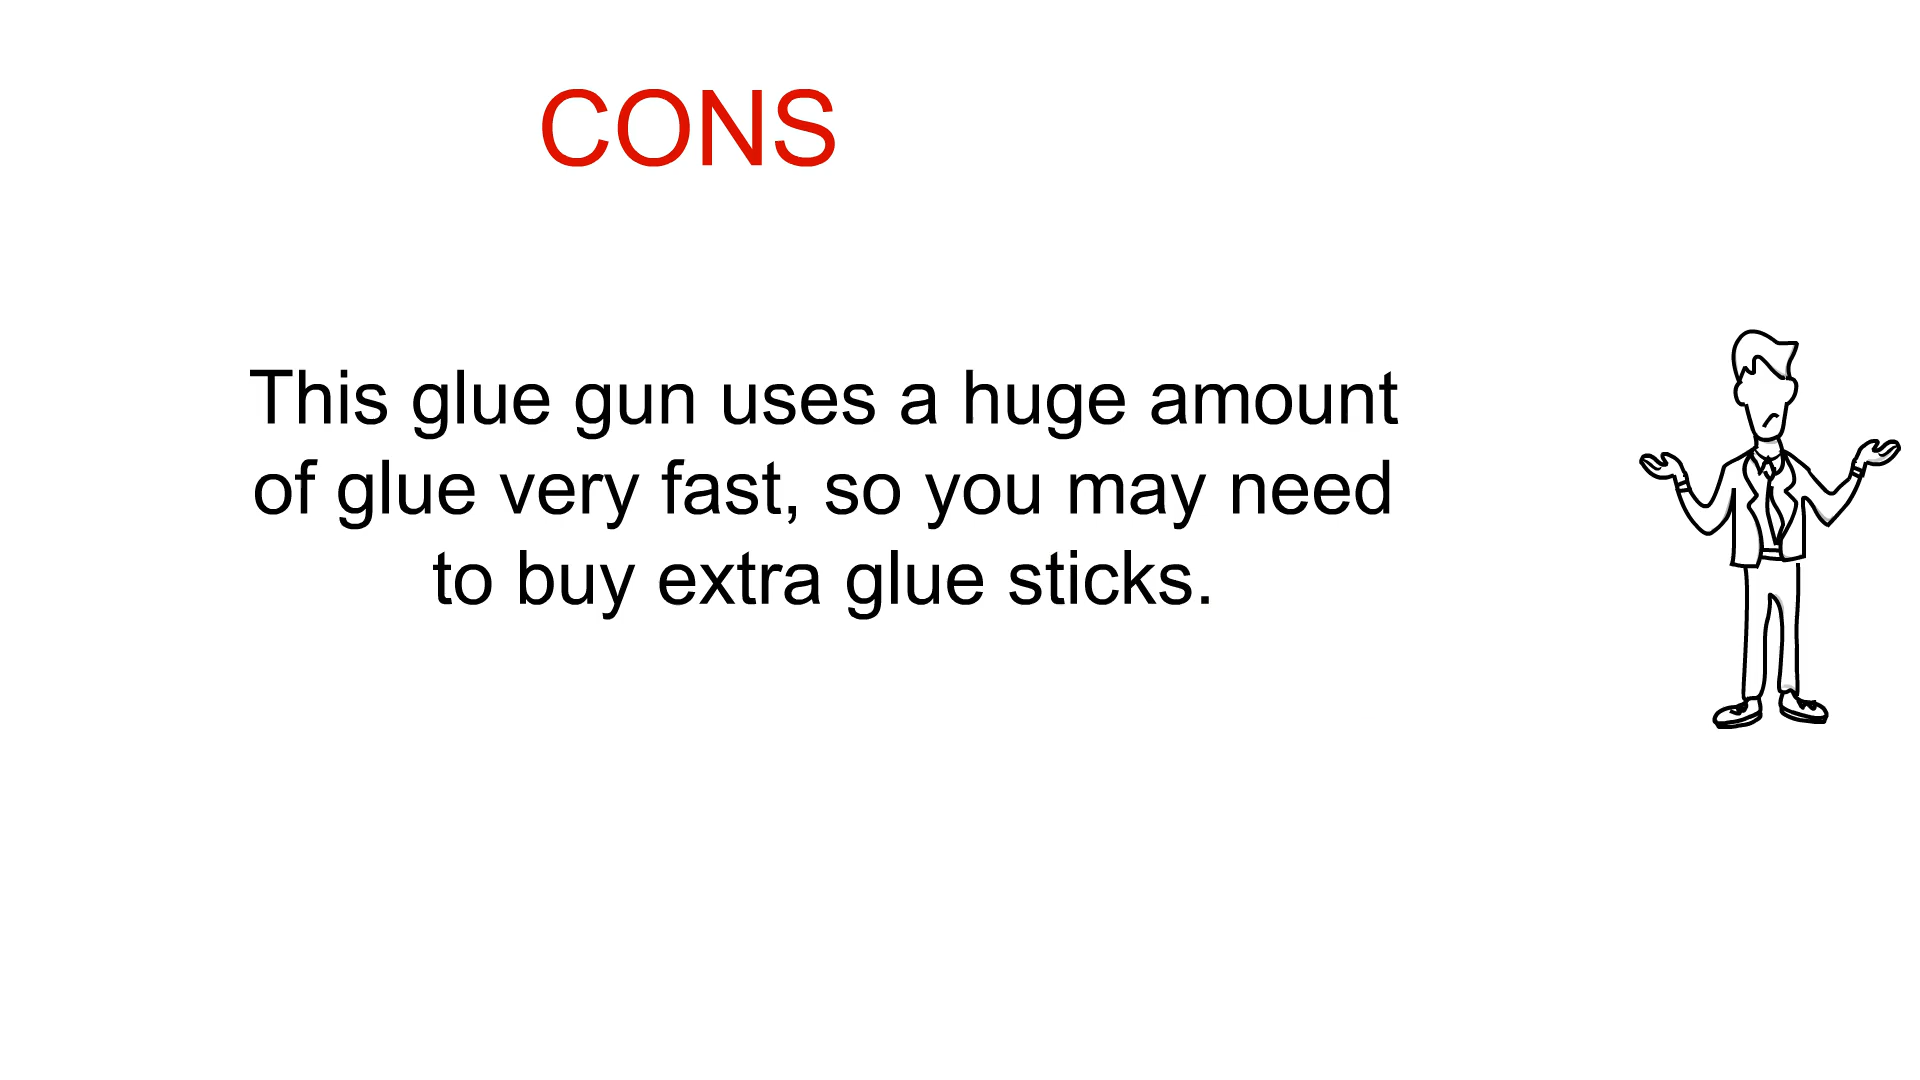 CONS
This glue gun uses a huge amount
of glue very fast, so you may need
to buy extra glue sticks.